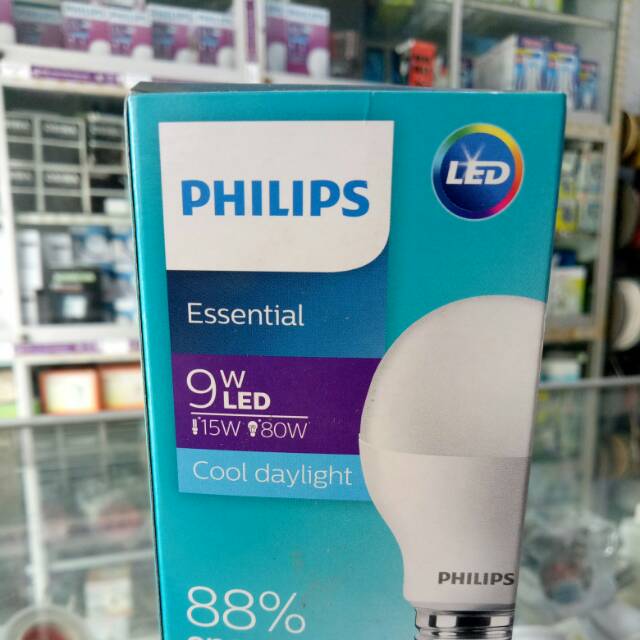 PHILIPS
LED
Essential
9W
LED
15W 80W
Cool daylight
PHILIPS
88%